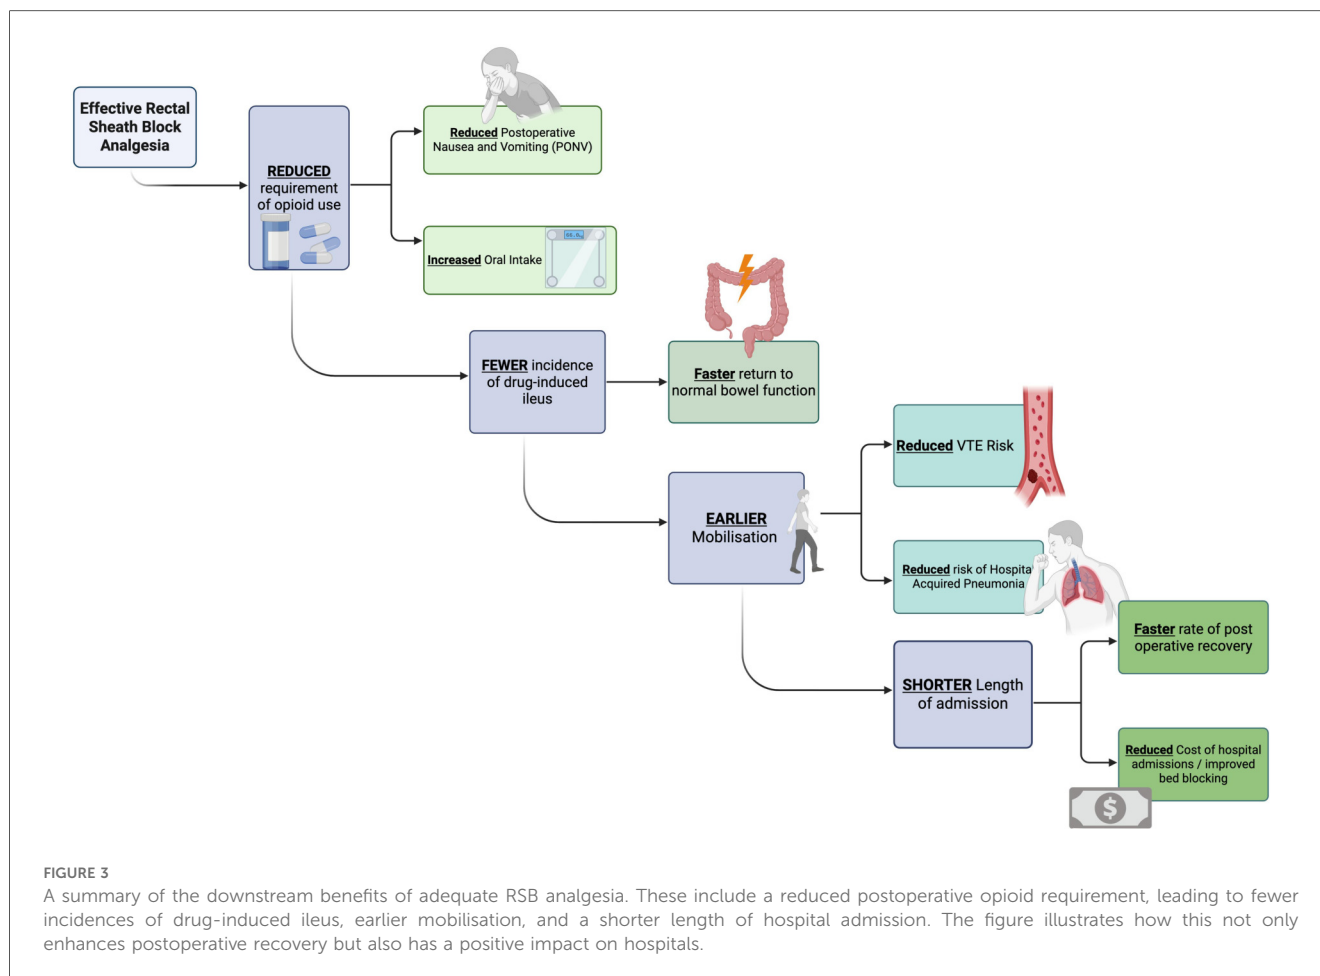 Effective Rectal
Sheath Block
Analgesia
REDUCED
requirement
of opioid use
Reduced Postoperative
Nausea and Vomiting (PONV)
Increased Oral Intake
FEWER incidence
of drug-induced
ileus
Faster return to
normal bowel function
EARLIER
Mobilisation
Reduced VTE Risk
Reduced risk of Hospital
Acquired Pneumonia
SHORTER Length
of admission
Faster rate of post
operative recovery
Reduced Cost of hospital
admissions / improved
bed blocking
$
FIGURE 3
A summary of the downstream benefits of adequate RSB analgesia. These include a reduced postoperative opioid requirement, leading to fewer
incidences of drug-induced ileus, earlier mobilisation, and a shorter length of hospital admission. The figure illustrates how this not only
enhances postoperative recovery but also has a positive impact on hospitals.